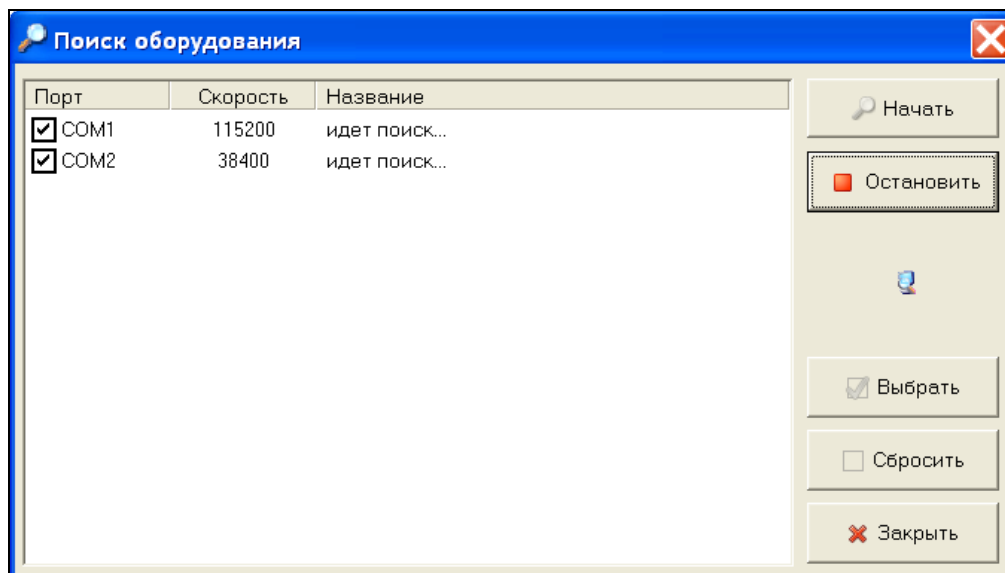 Поиск оборудования
Порт Скорость Название
COM1 115200 идет поиск...
COM2 38400 идет поиск...
Начать
Остановить
Выбрать
Сбросить
Закрыть